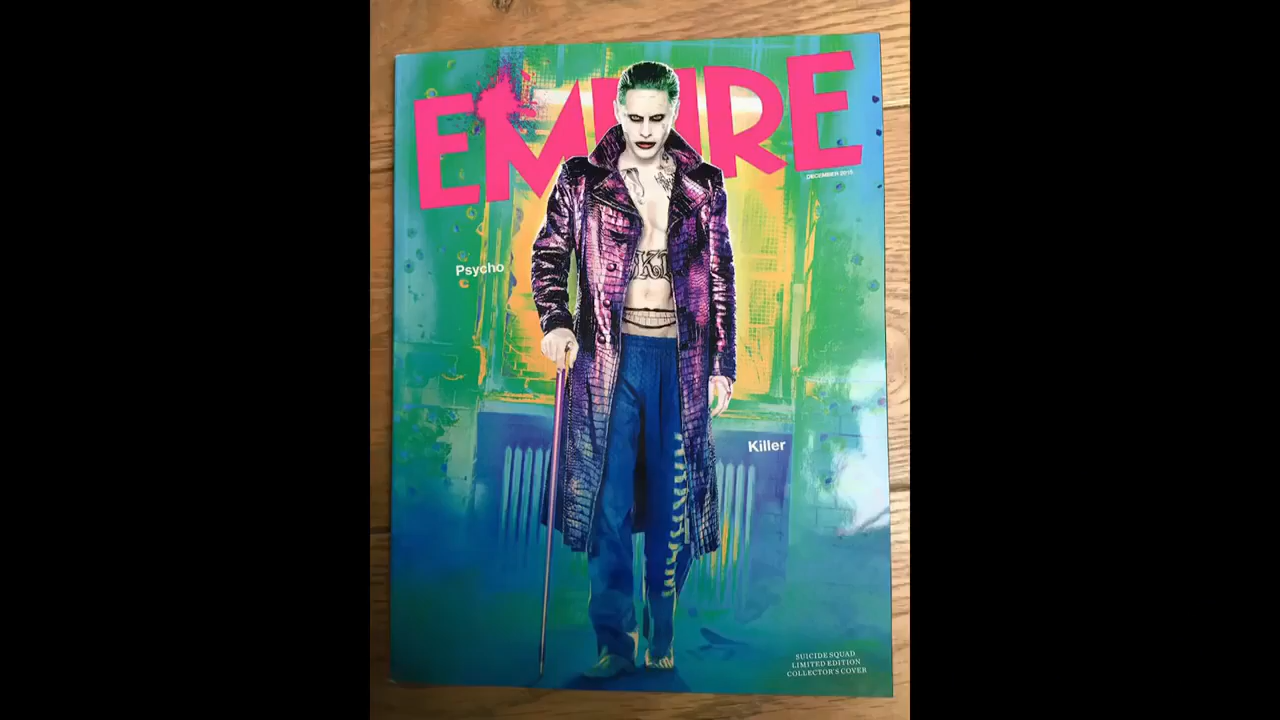 EMPIRE
DECEMBER 2015
Psycho
Killer
SUICIDE SQUAD
LIMITED EDITION
COLLECTOR'S COVER